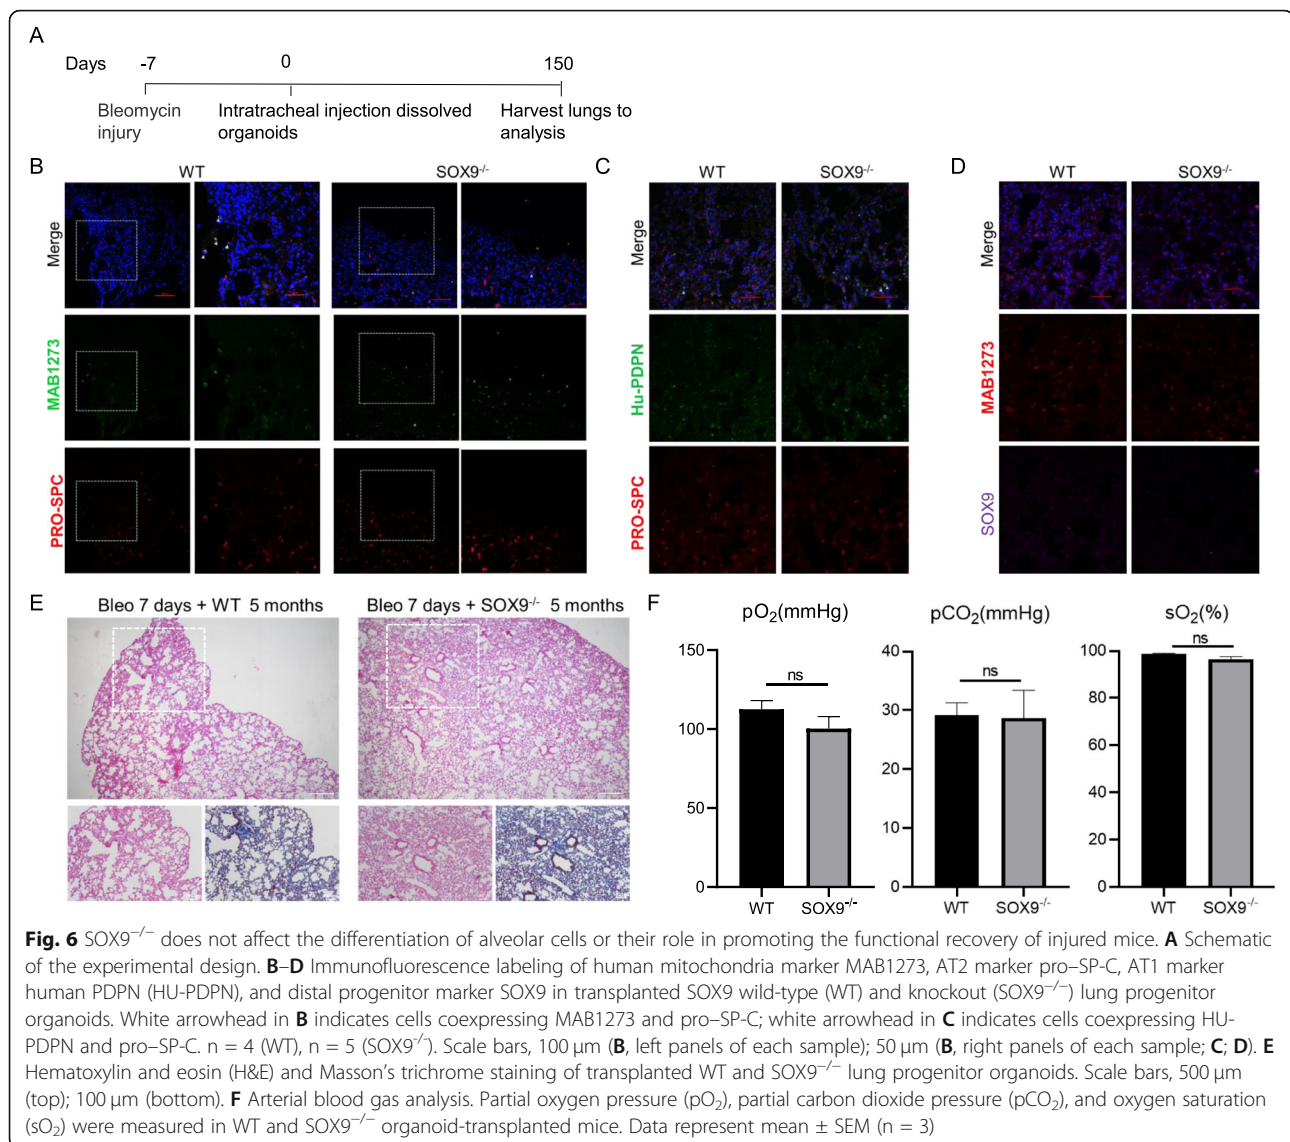 A
Days -7 0 150
Bleomycin injury
Intratracheal injection dissolved organoids
Harvest lungs to analysis
B
WT SOX9⁻/⁻
Merge
MAB1273
PRO-SPC
C
WT SOX9⁻/⁻
Merge
Hu-PDPN
PRO-SPC
D
WT SOX9⁻/⁻
Merge
MAB1273
SOX9
E
Bleo 7 days + WT 5 months
Bleo 7 days + SOX9⁻/⁻ 5 months
F
pO₂(mmHg)
150
100
50
0
ns
WT SOX9⁻/⁻
pCO₂(mmHg)
40
30
20
10
0
ns
WT SOX9⁻/⁻
sO₂(%)
100
80
60
40
20
0
ns
WT SOX9⁻/⁻
Fig. 6 SOX9⁻/⁻ does not affect the differentiation of alveolar cells or their role in promoting the functional recovery of injured mice. A Schematic
of the experimental design. B–D Immunofluorescence labeling of human mitochondria marker MAB1273, AT2 marker pro–SP-C, AT1 marker
human PDPN (HU-PDPN), and distal progenitor marker SOX9 in transplanted SOX9 wild-type (WT) and knockout (SOX9⁻/⁻) lung progenitor
organoids. White arrowhead in B indicates cells coexpressing MAB1273 and pro–SP-C; white arrowhead in C indicates cells coexpressing HU-
PDPN and pro–SP-C. n = 4 (WT), n = 5 (SOX9⁻/⁻). Scale bars, 100 μm (B, left panels of each sample); 50 μm (B, right panels of each sample; C; D). E
Hematoxylin and eosin (H&E) and Masson's trichrome staining of transplanted WT and SOX9⁻/⁻ lung progenitor organoids. Scale bars, 500 μm
(top); 100 μm (bottom). F Arterial blood gas analysis. Partial oxygen pressure (pO₂), partial carbon dioxide pressure (pCO₂), and oxygen saturation
(sO₂) were measured in WT and SOX9⁻/⁻ organoid-transplanted mice. Data represent mean ± SEM (n = 3)